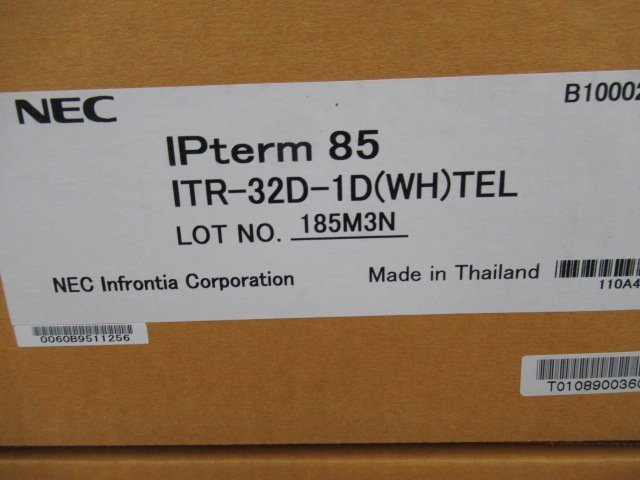 NEC
B10002
IPterm 85
ITR-32D-1D(WH)TEL
LOT NO. 185M3N
NEC Infrontia Corporation
Made in Thailand
110A4
0060B9511256
T0108900360